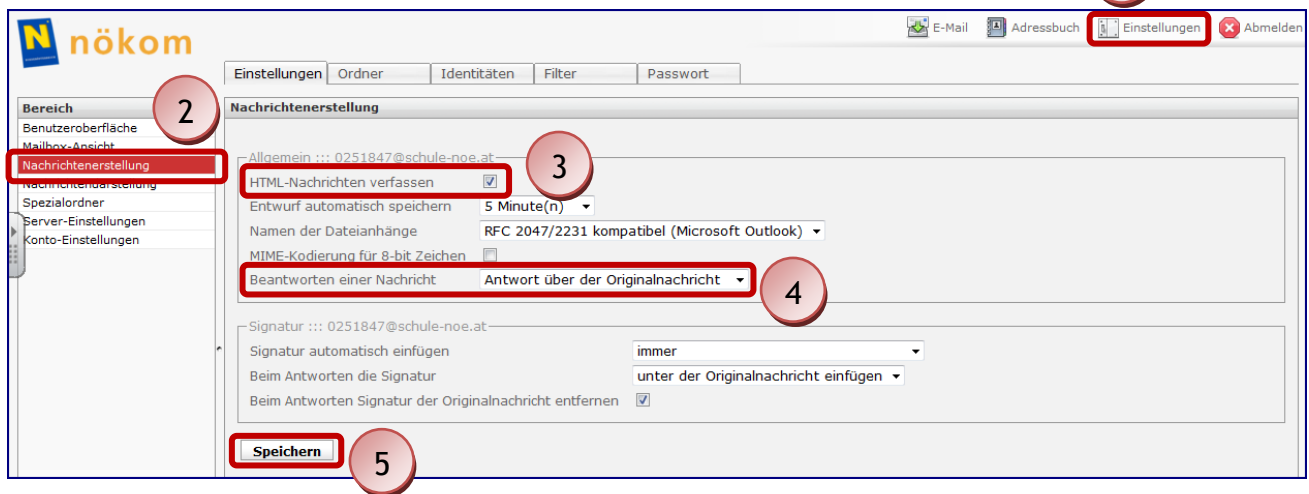 nökom
E-Mail Adressbuch Einstellungen Abmelden
Einstellungen Ordner Identitäten Filter Passwort
Bereich
2
Benutzeroberfläche
Mailbox-Ansicht
Nachrichtenerstellung
Nachrichtendarstellung
Spezialordner
Server-Einstellungen
Konto-Einstellungen
Nachrichtenerstellung
Allgemein ::: 0251847@schule-noe.at
3
HTML-Nachrichten verfassen
Entwurf automatisch speichern 5 Minute(n)
Namen der Dateianhänge RFC 2047/2231 kompatibel (Microsoft Outlook)
MIME-Kodierung für 8-bit Zeichen
Beantworten einer Nachricht Antwort über der Originalnachricht
4
Signatur ::: 0251847@schule-noe.at
Signatur automatisch einfügen immer
Beim Antworten die Signatur unter der Originalnachricht einfügen
Beim Antworten Signatur der Originalnachricht entfernen
Speichern
5